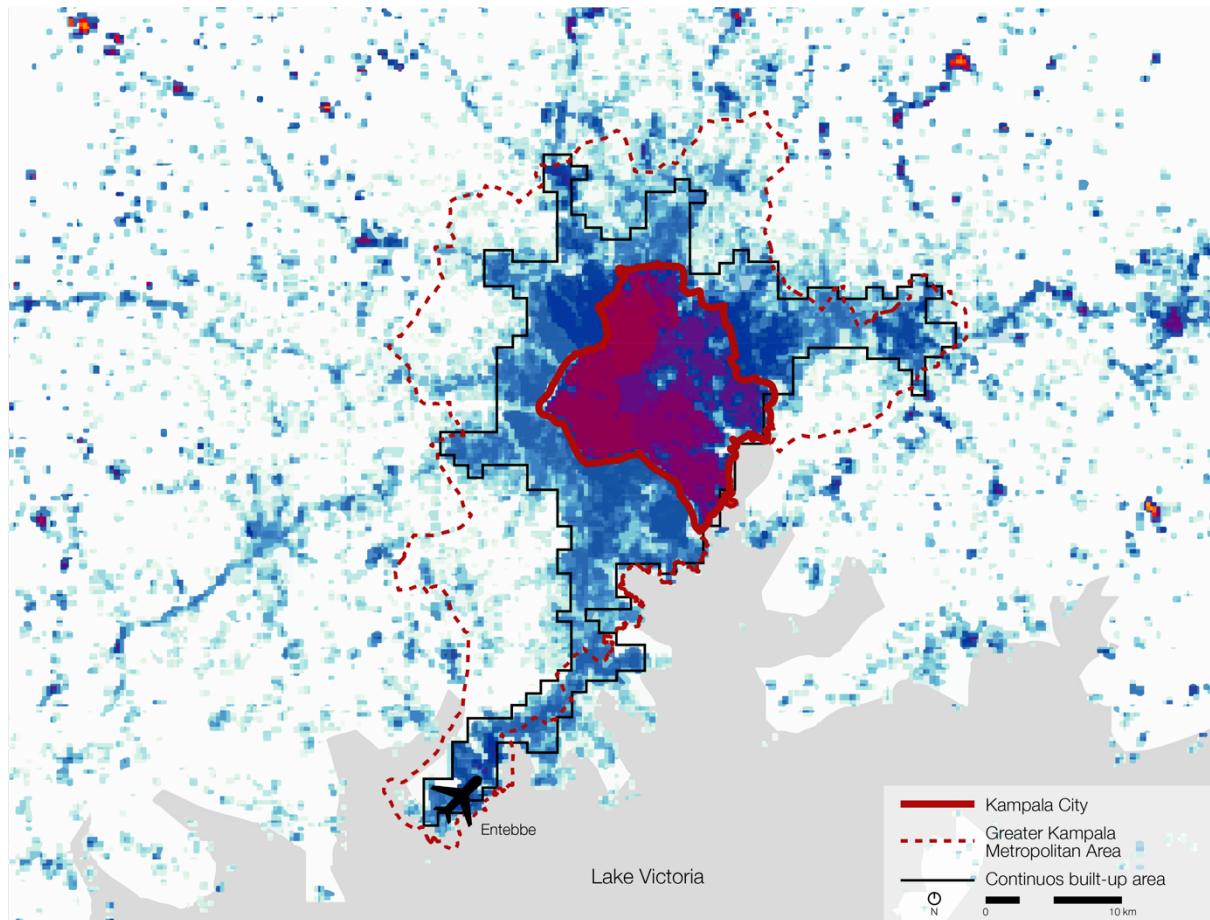 Entebbe
Lake Victoria
Kampala City
Greater Kampala
Metropolitan Area
Continuos built-up area
N
0
10 km